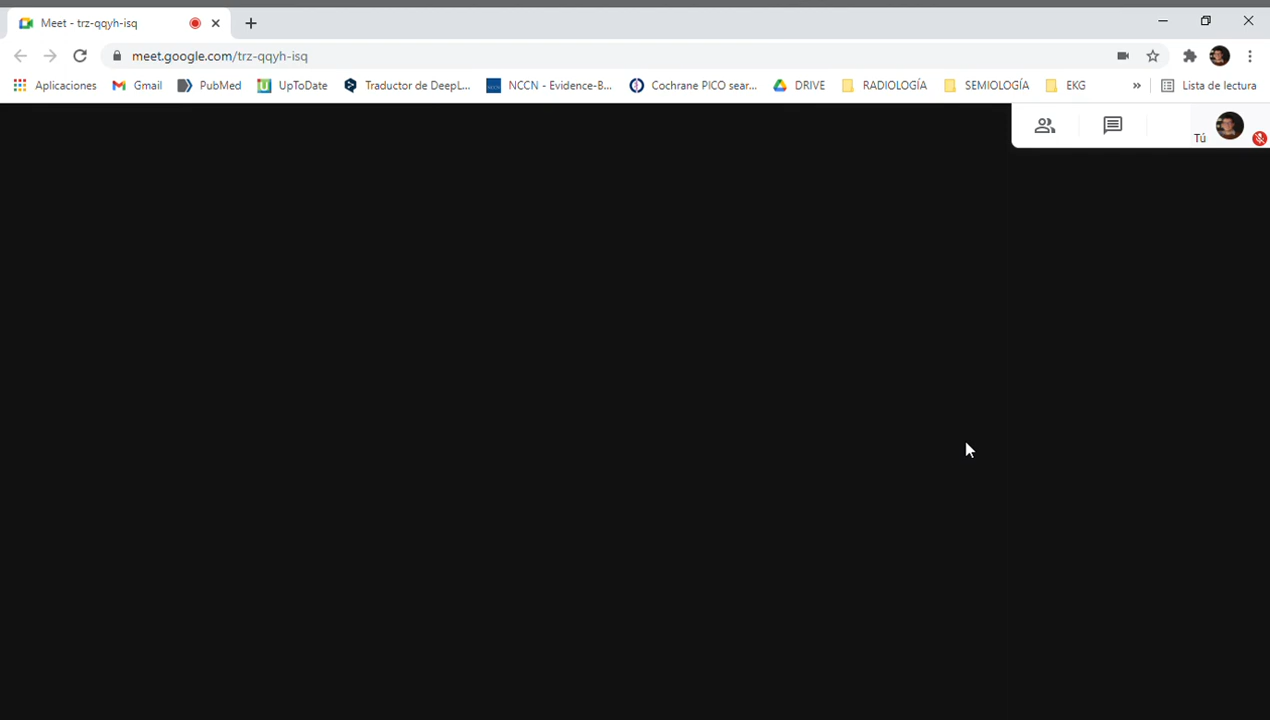 Meet - trz-qqyh-isq
meet.google.com/trz-qqyh-isq
Aplicaciones Gmail PubMed UpToDate Traductor de DeepL... NCCN - Evidence-B... Cochrane PICO sear... DRIVE RADIOLOGÍA SEMIOLOGÍA EKG » Lista de lectura
Tú